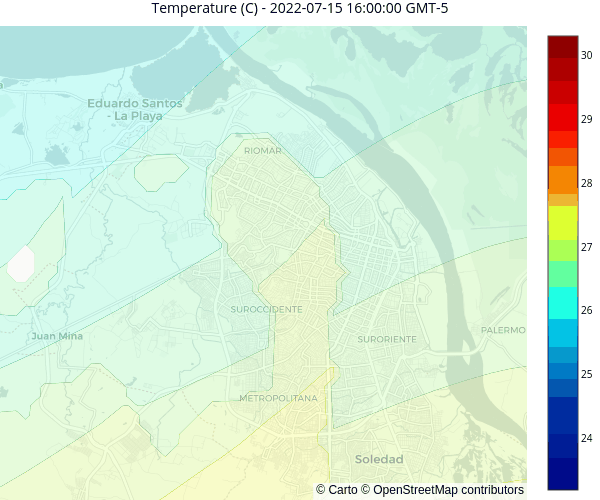 Temperature (C) - 2022-07-15 16:00:00 GMT-5
Eduardo Santos
- La Playa
RIOMAR
SUROCCIDENTE
Juan Mina
SURORIENTE
PALERMO
METROPOLITANA
Soledad
© Carto © OpenStreetMap contributors
30
29
28
27
26
25
24